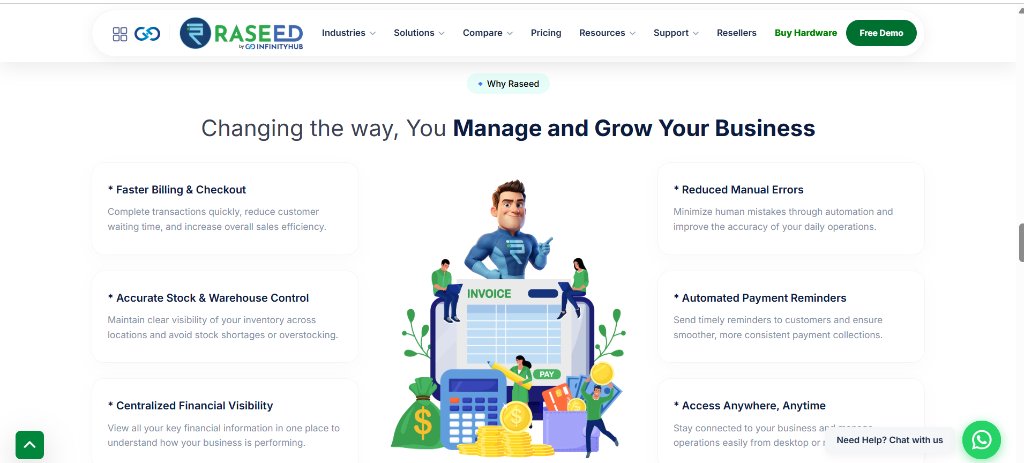 RASEED
by INFINITYHUB
Industries
Solutions
Compare
Pricing
Resources
Support
Resellers
Buy Hardware
Free Demo
Why Raseed
Changing the way, You Manage and Grow Your Business
* Faster Billing & Checkout
Complete transactions quickly, reduce customer
waiting time, and increase overall sales efficiency.
* Accurate Stock & Warehouse Control
Maintain clear visibility of your inventory across
locations and avoid stock shortages or overstocking.
* Centralized Financial Visibility
View all your key financial information in one place to
understand how your business is performing.
INVOICE
PAY
$
$
* Reduced Manual Errors
Minimize human mistakes through automation and
improve the accuracy of your daily operations.
* Automated Payment Reminders
Send timely reminders to customers and ensure
smoother, more consistent payment collections.
* Access Anywhere, Anytime
Stay connected to your business and manage
operations easily from desktop or
Need Help? Chat with us